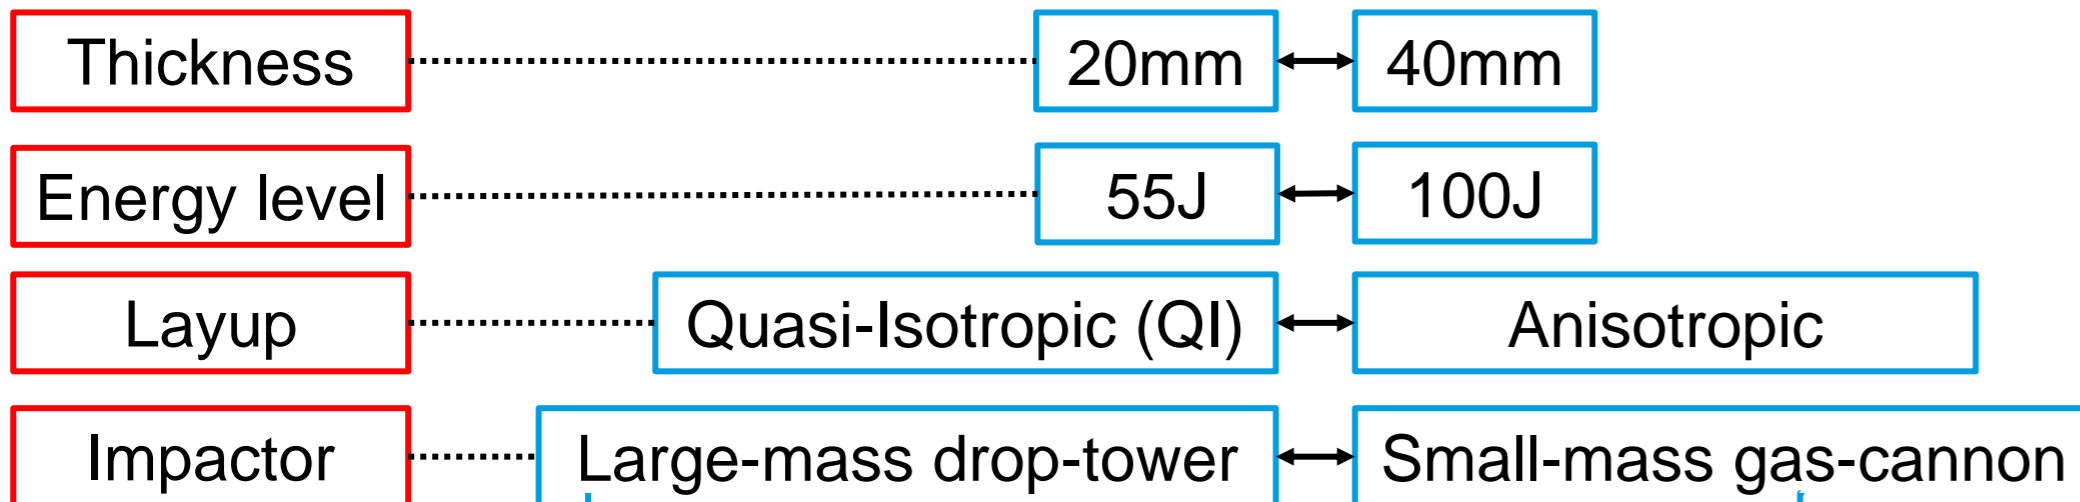 Thickness 20mm 40mm
Energy level 55J 100J
Layup Quasi-Isotropic (QI) Anisotropic
Impactor Large-mass drop-tower Small-mass gas-cannon